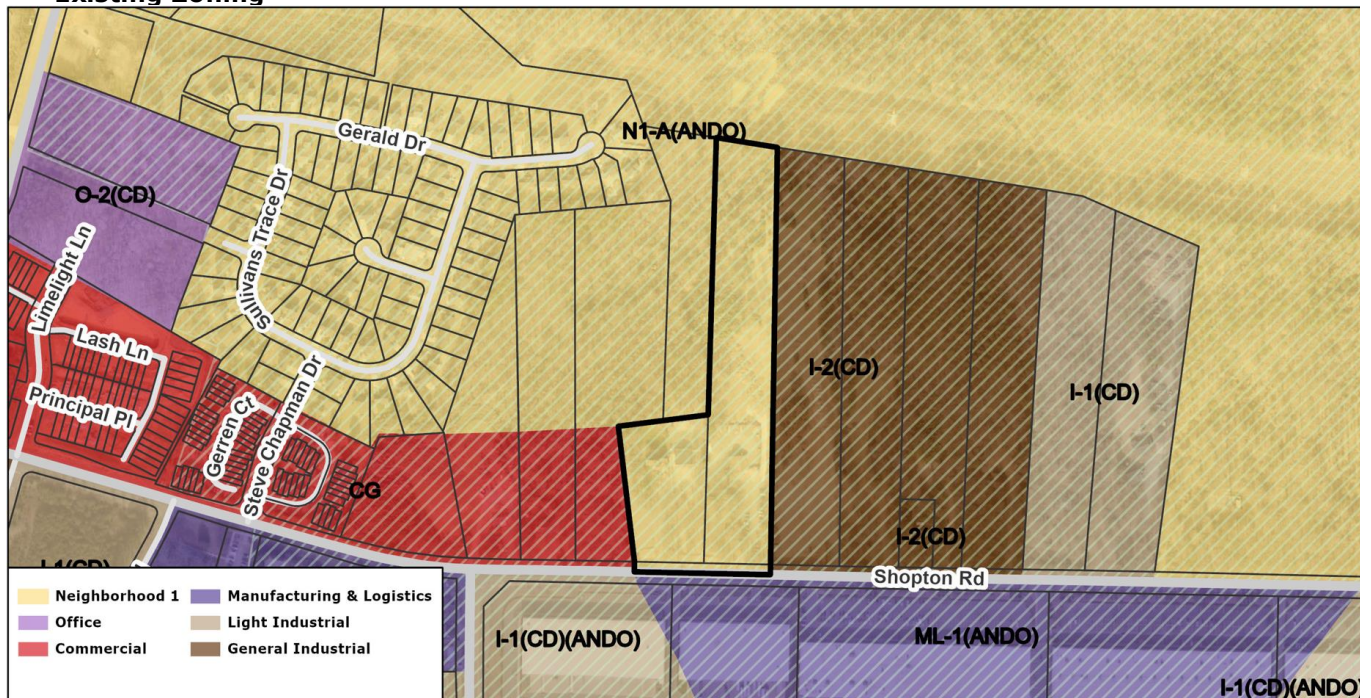 Existing Zoning
Gerald Dr
N1-A(ANDO)
O-2(CD)
Sullivans Trace Dr
Limelight Ln
Lash Ln
Principal Pl
Gerren Ct
Steve Chapman Dr
CG
I-2(CD)
I-1(CD)
I-2(CD)
Shopton Rd
I-1(CD)
I-1(CD)(ANDO)
ML-1(ANDO)
I-1(CD)(ANDO)
Neighborhood 1
Manufacturing & Logistics
Office
Light Industrial
Commercial
General Industrial